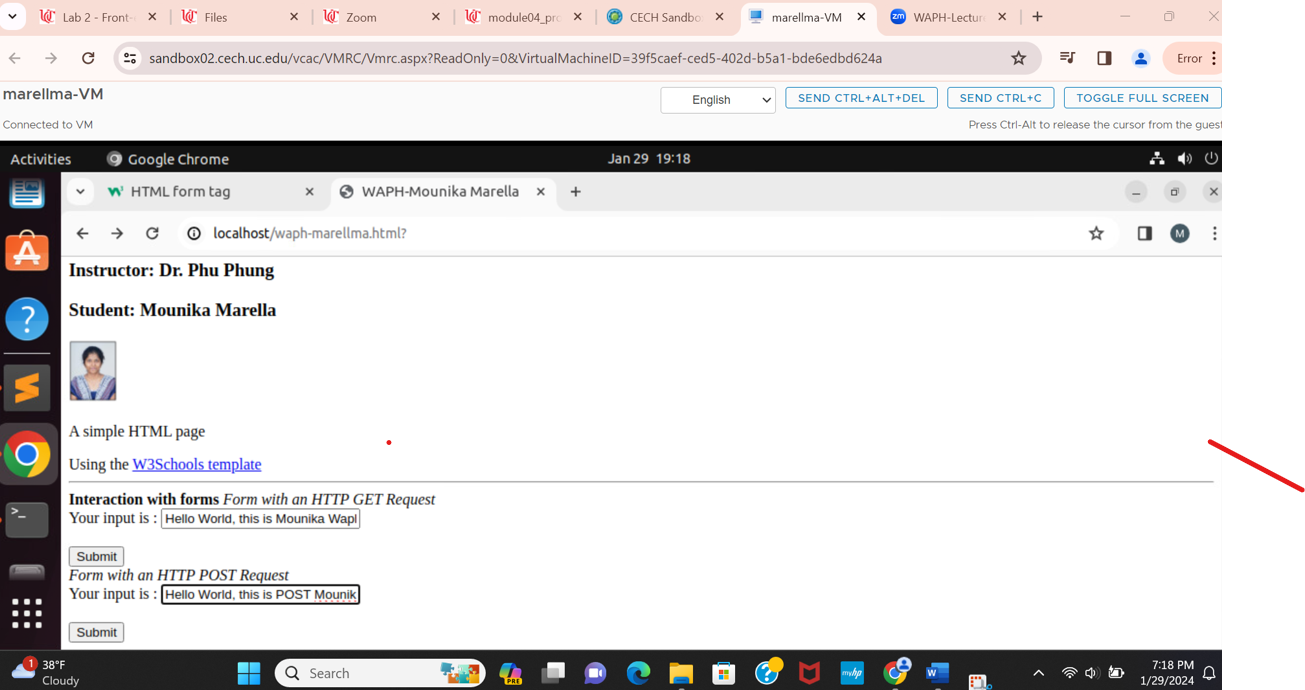 Lab 2 - Front-
Files
Zoom
module04_pro
CECH Sandbo
marellma-VM
WAPH-Lectur
sandbox02.cech.uc.edu/vcac/VMRC/Vmrc.aspx?ReadOnly=0&VirtualMachineID=39f5caef-ced5-402d-b5a1-bde6edbd624a
Error
marellma-VM
English
SEND CTRL+ALT+DEL
SEND CTRL+C
TOGGLE FULL SCREEN
Connected to VM
Press Ctrl-Alt to release the cursor from the guest
Activities
Google Chrome
Jan 29 19:18
HTML form tag
WAPH-Mounika Marella
localhost/waph-marellma.html?
M
Instructor: Dr. Phu Phung
Student: Mounika Marella
A simple HTML page
Using the W3Schools template
Interaction with forms Form with an HTTP GET Request
Your input is : Hello World, this is Mounika Wapl
Submit
Form with an HTTP POST Request
Your input is : Hello World, this is POST Mounik
Submit
1
38°F
Cloudy
Search
PRE
myhp
W
7:18 PM
1/29/2024